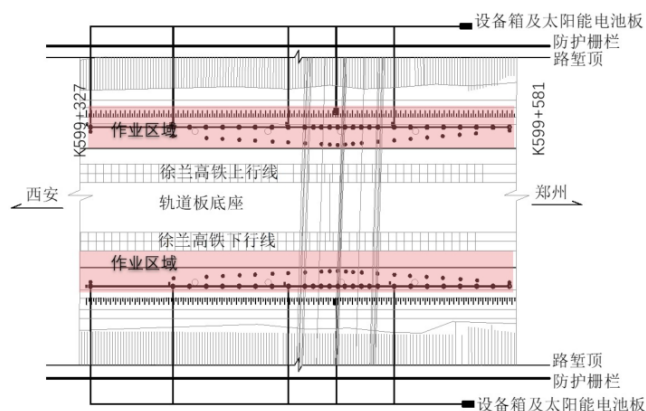 设备箱及太阳能电池板
防护栅栏
路堑顶
K599+327
K599+581
作业区域
徐兰高铁上行线
西安
轨道板底座
郑州
徐兰高铁下行线
作业区域
路堑顶
防护栅栏
设备箱及太阳能电池板